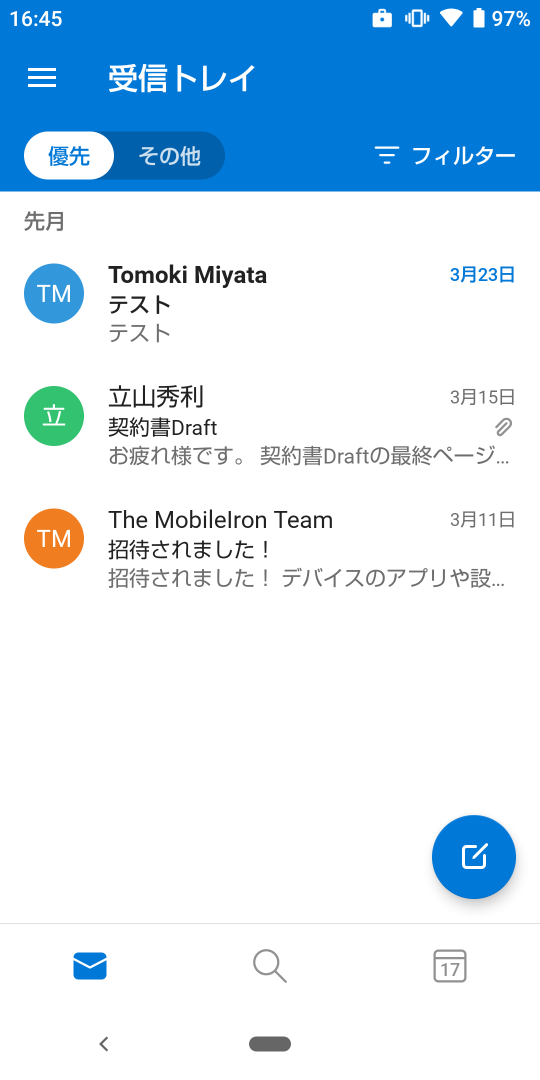 16:45 97%
受信トレイ
優先 その他 フィルター
先月
TM Tomoki Miyata 3月23日
テスト
テスト
立 立山秀利 3月15日
契約書Draft
お疲れ様です。 契約書Draftの最終ページ...
TM The MobileIron Team 3月11日
招待されました！
招待されました！ デバイスのアプリや設...
17